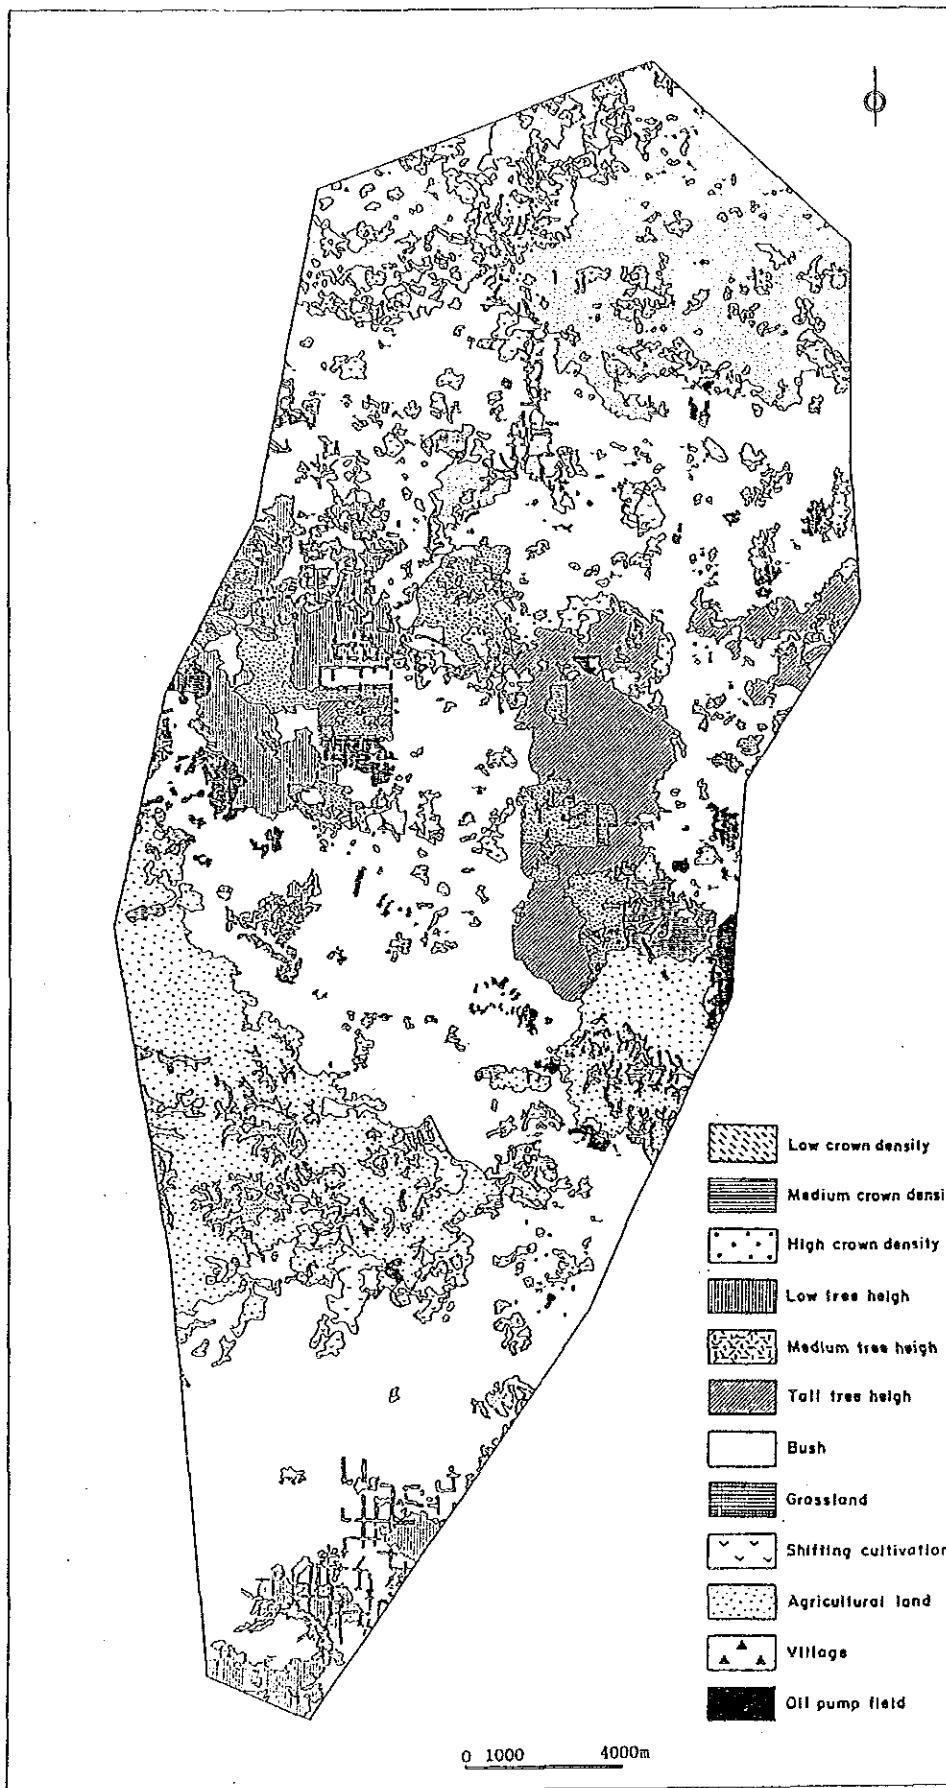 Low crown density
Medium crown densi
High crown density
Low tree heigh
Medium tree heigh
Tall tree heigh
Bush
Grassland
Shifting cultivation
Agricultural land
Village
Oil pump field
0 1000 4000m